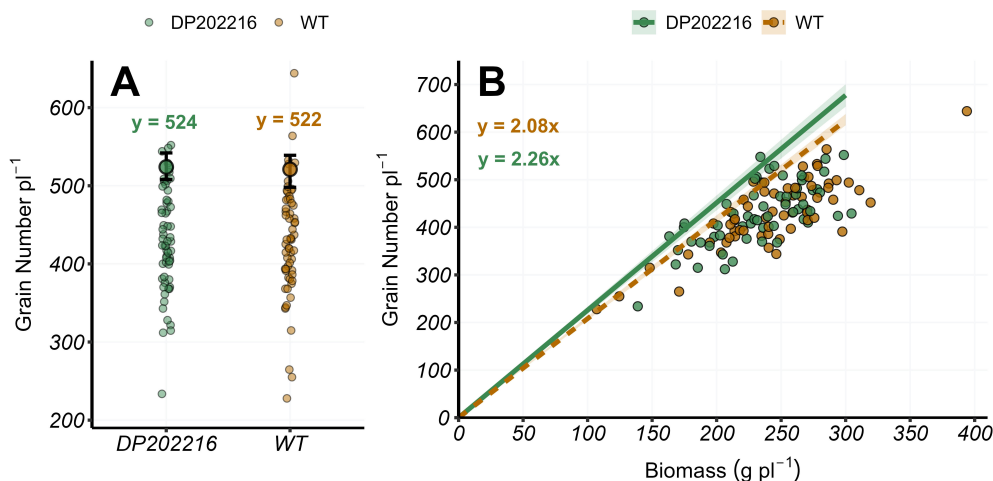 DP202216 WT
A
y = 524 y = 522
Grain Number pl⁻¹
600
500
400
300
200
DP202216 WT
DP202216 WT
B
y = 2.08x
y = 2.26x
Grain Number pl⁻¹
700
600
500
400
300
200
100
0
0 50 100 150 200 250 300 350 400
Biomass (g pl⁻¹)